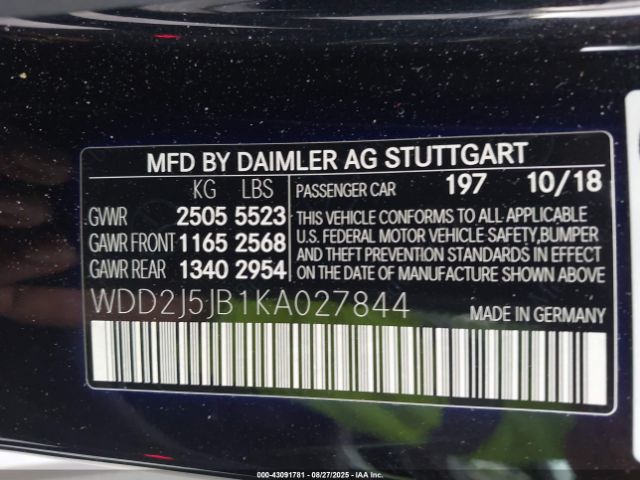 MFD BY DAIMLER AG STUTTGART
KG LBS
PASSENGER CAR 197 10/18
GVWR 2505 5523
GAWR FRONT 1165 2568
GAWR REAR 1340 2954
THIS VEHICLE CONFORMS TO ALL APPLICABLE
U.S. FEDERAL MOTOR VEHICLE SAFETY,BUMPER
AND THEFT PREVENTION STANDARDS IN EFFECT
ON THE DATE OF MANUFACTURE SHOWN ABOVE
WDD2J5JB1KA027844
MADE IN GERMANY
000-43091781 - 08/27/2025 - IAAI.COM